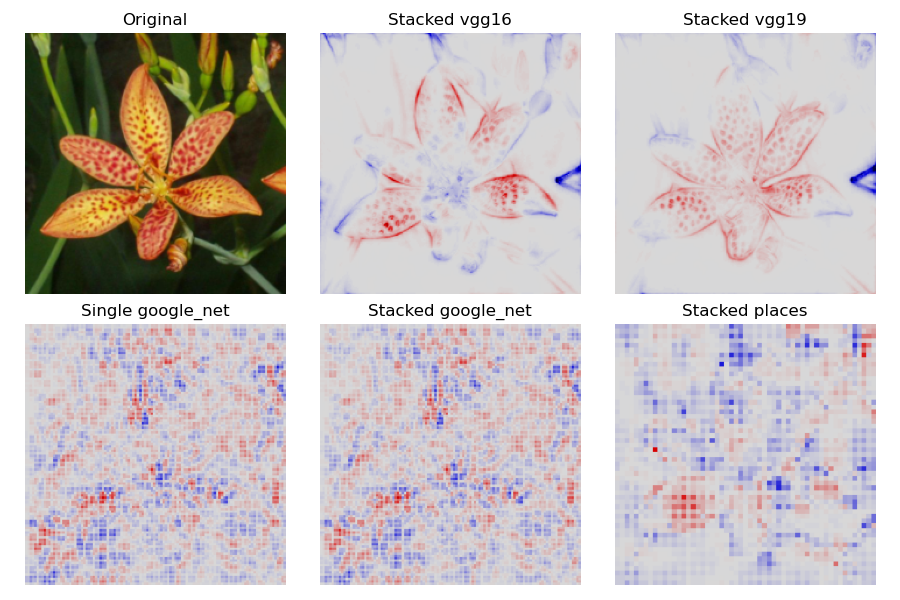 Original
Stacked vgg16
Stacked vgg19
Single google_net
Stacked google_net
Stacked places